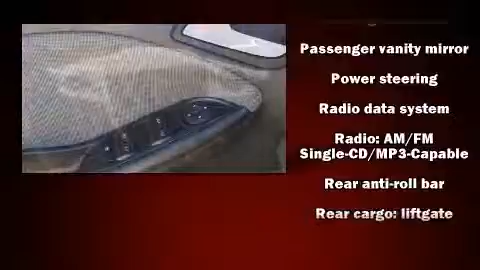 Passenger vanity mirror
Power steering
Radio data system
Radio: AM/FM
Single-CD/MP3-Capable
Rear anti-roll bar
Rear cargo: liftgate